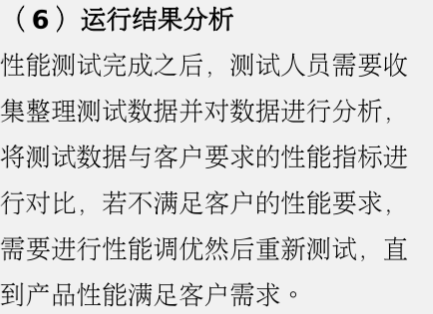 （6）运行结果分析
性能测试完成之后，测试人员需要收
集整理测试数据并对数据进行分析，
将测试数据与客户要求的性能指标进
行对比，若不满足客户的性能要求，
需要进行性能调优然后重新测试，直
到产品性能满足客户需求。